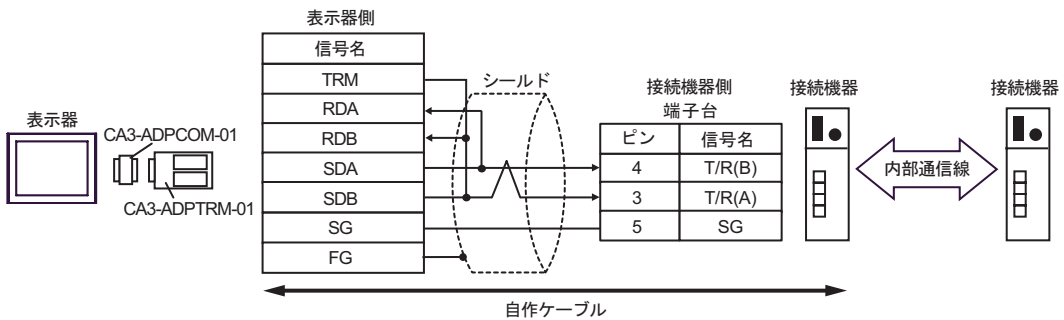 表示器側
信号名
TRM
RDA
RDB
SDA
SDB
SG
FG
表示器
CA3-ADPCOM-01
CA3-ADPTRM-01
シールド
接続機器側
端子台
ピン 信号名
4 T/R(B)
3 T/R(A)
5 SG
接続機器
内部通信線
接続機器
自作ケーブル